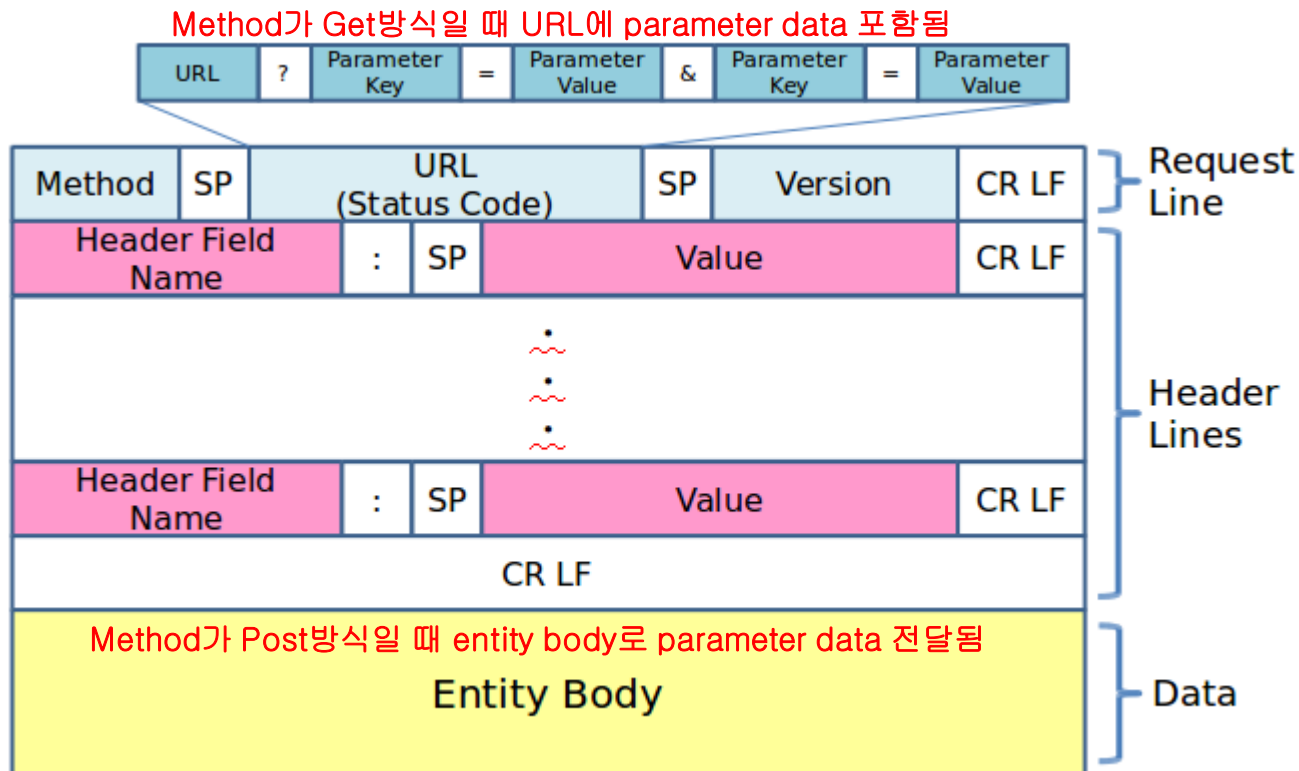 Method가 Get방식일 때 URL에 parameter data 포함됨
URL ? Parameter Key = Parameter Value & Parameter Key = Parameter Value
Method SP URL (Status Code) SP Version CR LF
Request Line
Header Field Name : SP Value CR LF
.
.
.
Header Lines
Header Field Name : SP Value CR LF
CR LF
Method가 Post방식일 때 entity body로 parameter data 전달됨
Entity Body
Data